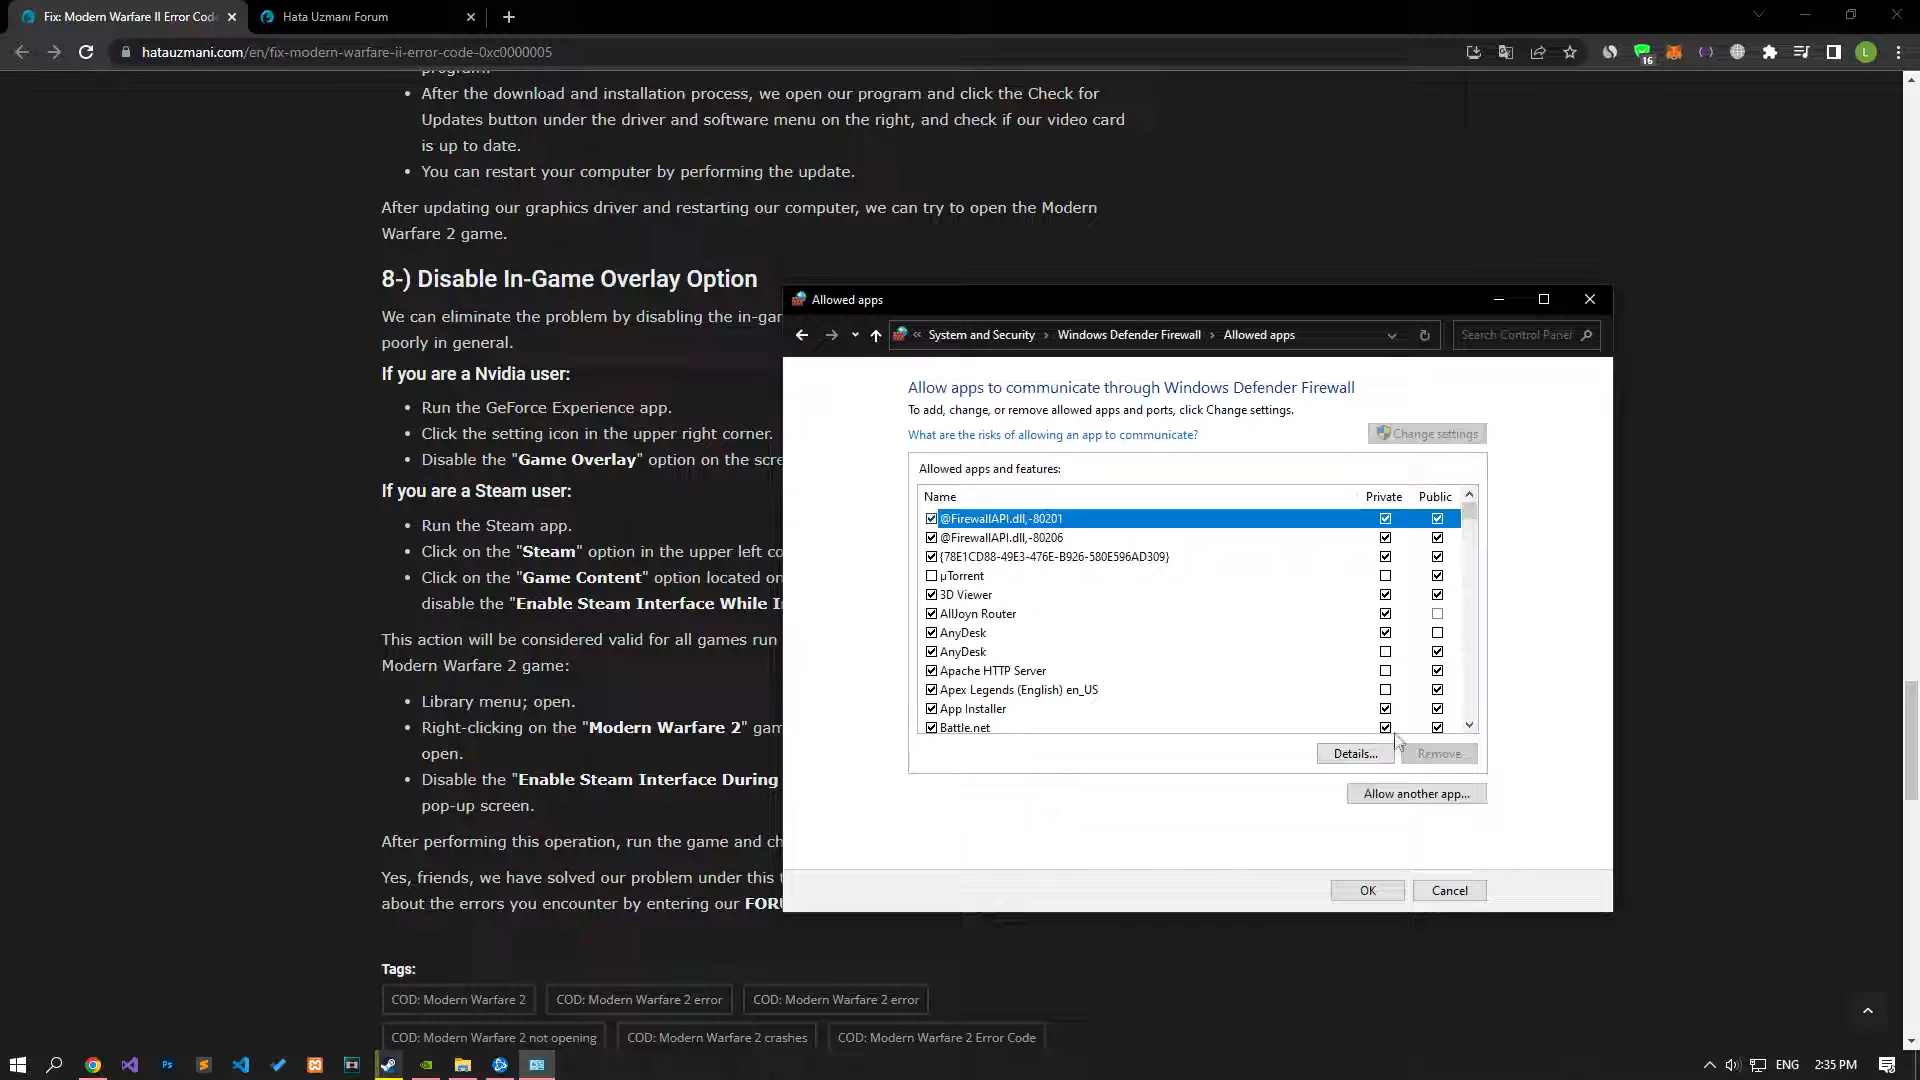 Fix: Modern Warfare II Error Code
Hata Uzmani Forum
hatauzmani.com/en/fix-modern-warfare-ii-error-code-0xc0000005
16
L
program.
After the download and installation process, we open our program and click the Check for
Updates button under the driver and software menu on the right, and check if our video card
is up to date.
You can restart your computer by performing the update.
After updating our graphics driver and restarting our computer, we can try to open the Modern
Warfare 2 game.
8-) Disable In-Game Overlay Option
We can eliminate the problem by disabling the in-gam
poorly in general.
If you are a Nvidia user:
Run the GeForce Experience app.
Click the setting icon in the upper right corner.
Disable the "Game Overlay" option on the scre
If you are a Steam user:
Run the Steam app.
Click on the "Steam" option in the upper left co
Click on the "Game Content" option located on
disable the "Enable Steam Interface While I
This action will be considered valid for all games run
Modern Warfare 2 game:
Library menu; open.
Right-clicking on the "Modern Warfare 2" gam
open.
Disable the "Enable Steam Interface During
pop-up screen.
After performing this operation, run the game and ch
Yes, friends, we have solved our problem under this t
about the errors you encounter by entering our FORU
Tags:
COD: Modern Warfare 2
COD: Modern Warfare 2 error
COD: Modern Warfare 2 error
COD: Modern Warfare 2 not opening
COD: Modern Warfare 2 crashes
COD: Modern Warfare 2 Error Code
Allowed apps
« System and Security > Windows Defender Firewall > Allowed apps
Search Control Panel
Allow apps to communicate through Windows Defender Firewall
To add, change, or remove allowed apps and ports, click Change settings.
What are the risks of allowing an app to communicate?
Change settings
Allowed apps and features:
Name Private Public
@FirewallAPI.dll,-80201
@FirewallAPI.dll,-80206
{78E1CD88-49E3-476E-B926-580E596AD309}
µTorrent
3D Viewer
AllJoyn Router
AnyDesk
AnyDesk
Apache HTTP Server
Apex Legends (English) en_US
App Installer
Battle.net
Details...
Remove
Allow another app...
OK
Cancel
Ps
ENG
2:35 PM